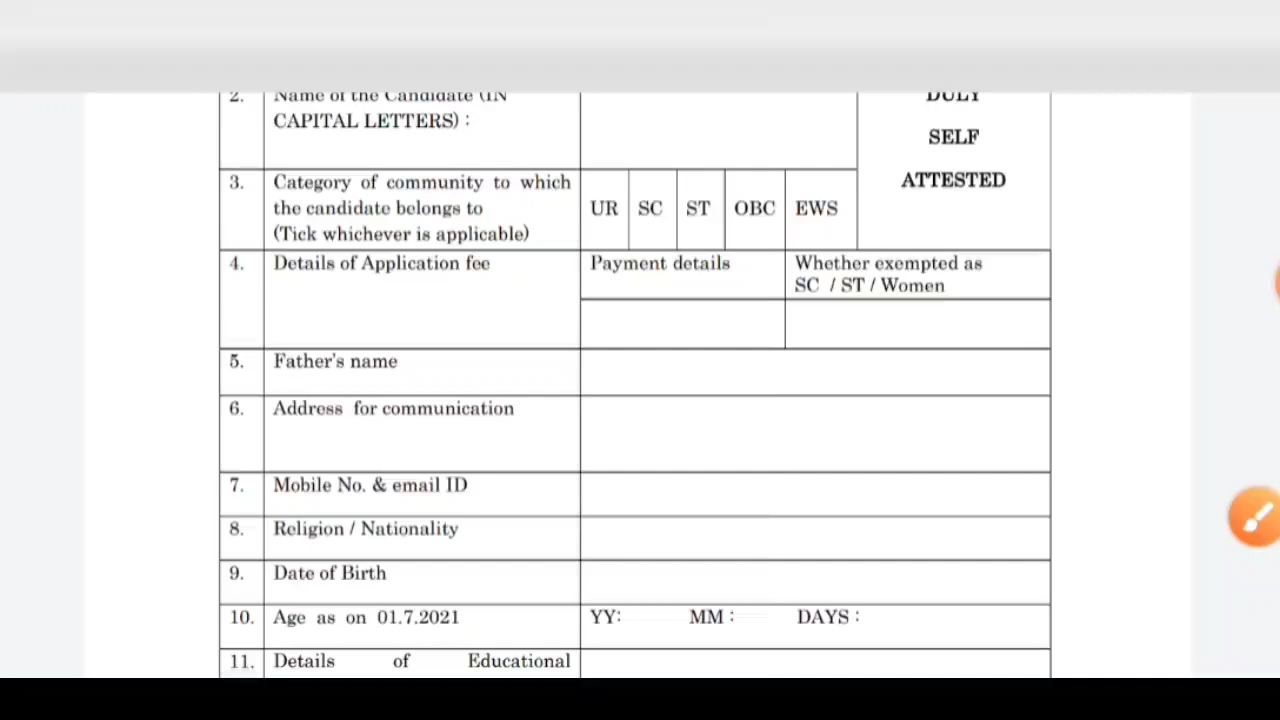 2. Name of the Candidate (IN
CAPITAL LETTERS) :
DULY
SELF
ATTESTED
3. Category of community to which
the candidate belongs to
(Tick whichever is applicable)
UR SC ST OBC EWS
4. Details of Application fee
Payment details
Whether exempted as
SC / ST / Women
5. Father's name
6. Address for communication
7. Mobile No. & email ID
8. Religion / Nationality
9. Date of Birth
10. Age as on 01.7.2021 YY: MM : DAYS :
11. Details of Educational